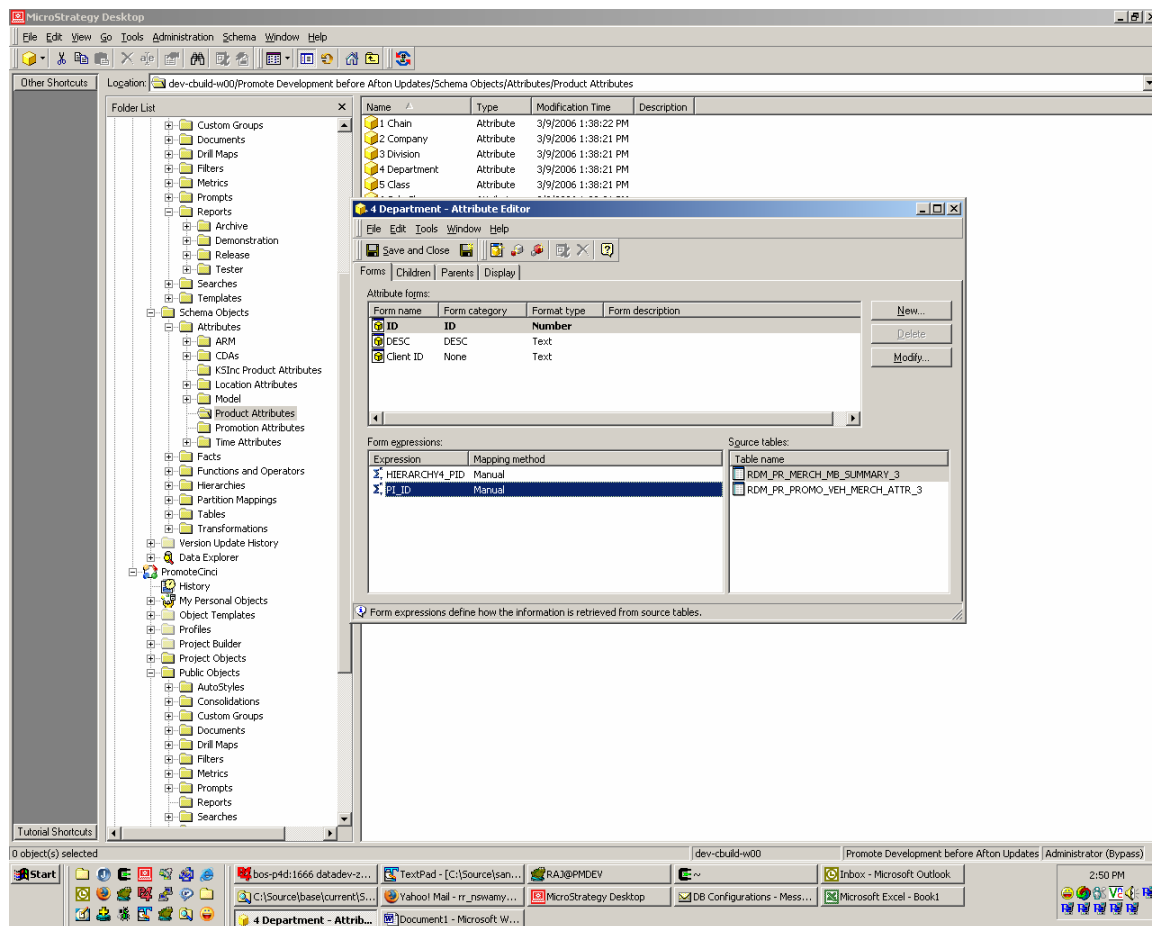 MicroStrategy Desktop
File Edit View Go Tools Administration Schema Window Help
Other Shortcuts
Location: dev-cbuild-w00/Promote Development before Afton Updates/Schema Objects/Attributes/Product Attributes
Folder List
Name Type Modification Time Description
Custom Groups
Documents
Drill Maps
Filters
Metrics
Prompts
Reports
Archive
Demonstration
Release
Tester
Searches
Templates
Schema Objects
Attributes
ARM
CDAs
KSInc Product Attributes
Location Attributes
Model
Product Attributes
Promotion Attributes
Time Attributes
Facts
Functions and Operators
Hierarchies
Partition Mappings
Tables
Transformations
Version Update History
Data Explorer
PromoteCinci
History
My Personal Objects
Object Templates
Profiles
Project Builder
Project Objects
Public Objects
AutoStyles
Consolidations
Custom Groups
Documents
Drill Maps
Filters
Metrics
Prompts
Reports
Searches
Tutorial Shortcuts
1 Chain Attribute 3/9/2006 1:38:22 PM
2 Company Attribute 3/9/2006 1:38:21 PM
3 Division Attribute 3/9/2006 1:38:21 PM
4 Department Attribute 3/9/2006 1:38:21 PM
5 Class Attribute 3/9/2006 1:38:21 PM
4 Department - Attribute Editor
File Edit Tools Window Help
Save and Close
Forms Children Parents Display
Attribute forms:
Form name Form category Format type Form description
ID ID Number
DESC DESC Text
Client ID None Text
New...
Delete
Modify...
Form expressions:
Expression Mapping method
HIERARCHY4_PID Manual
PI_ID Manual
Source tables:
Table name
RDM_PR_MERCH_MB_SUMMARY_3
RDM_PR_PROMO_VEH_MERCH_ATTR_3
Form expressions define how the information is retrieved from source tables.
0 object(s) selected
dev-cbuild-w00 Promote Development before Afton Updates Administrator (Bypass)
Start
bos-p4d:1666 datadev-z... TextPad - [C:\Source\san... RAJ@PMDEV ~ Inbox - Microsoft Outlook 2:50 PM
C:\Source\base\current\S... Yahoo! Mail - rr_nswamy... MicroStrategy Desktop DB Configurations - Mess... Microsoft Excel - Book1
4 Department - Attrib... Document1 - Microsoft W...